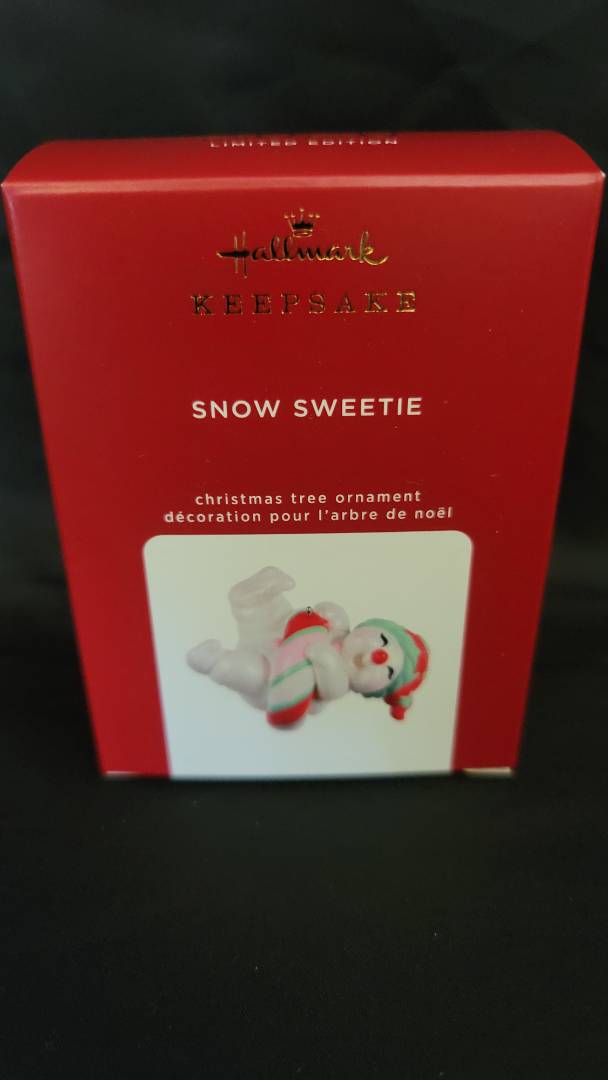 LIMITED EDITION
Hallmark
KEEPSAKE
SNOW SWEETIE
christmas tree ornament
décoration pour l'arbre de noël